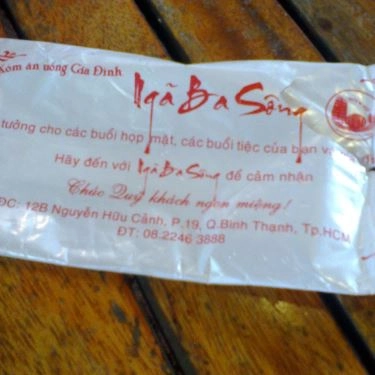 Xóm ăn uống Gia Đình
Ngã Ba Sông
tưởng cho các buổi họp mặt, các buổi tiệc của bạn
Hãy đến với Ngã Ba Sông để cảm nhận
Chúc Quý khách ngon miệng!
ĐC: 12B Nguyễn Hữu Cảnh, P.19, Q.Bình Thạnh, Tp.HCM
ĐT: 08.2246 3888